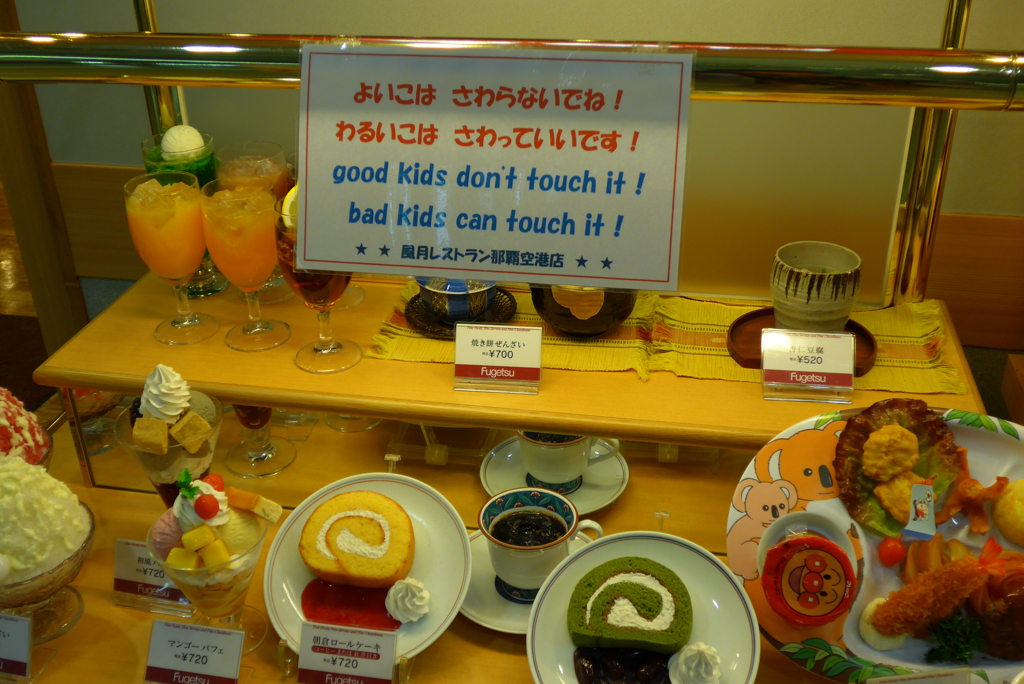 よいこは さわらないでね！
わるいこは さわっていいです！
good kids don't touch it !
bad kids can touch it !
★ ★ 風月レストラン那覇空港店 ★ ★
焼き餅ぜんざい
¥700
Fugetsu
杏仁豆腐
¥520
Fugetsu
¥720
マンゴーパフェ
¥720
Fugetsu
朝倉ロールケーキ
¥720
Fugetsu